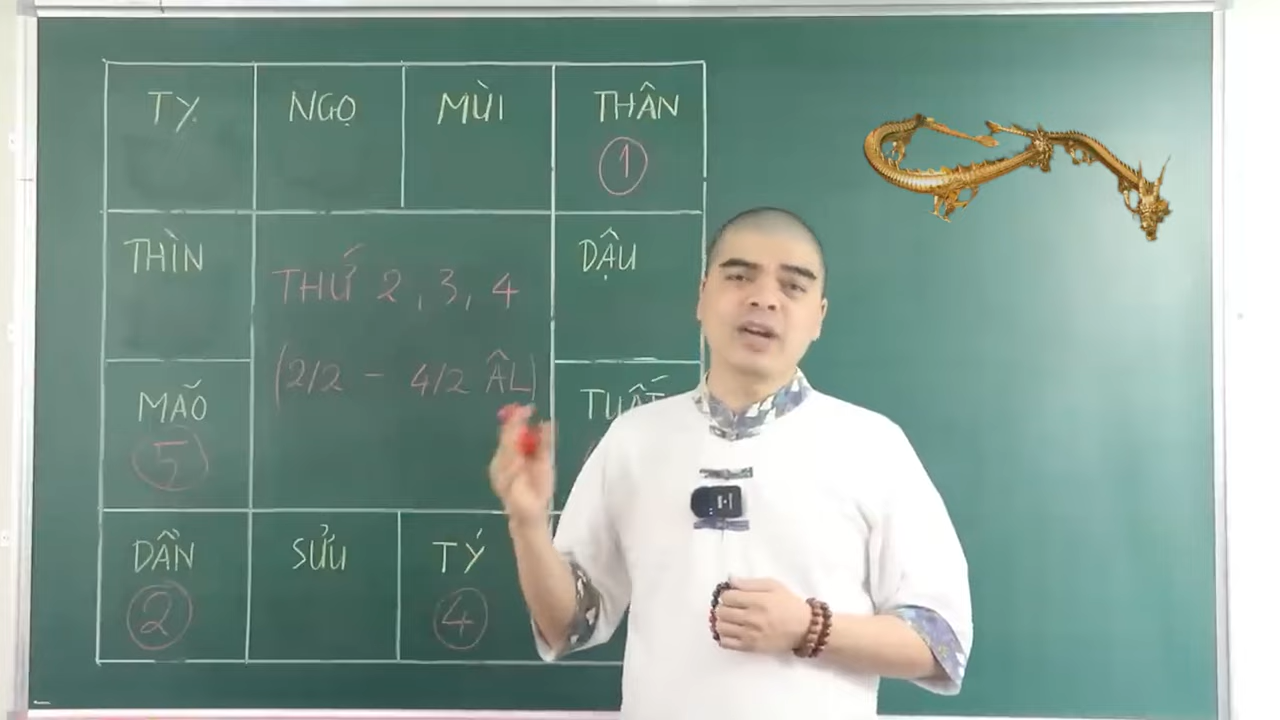 TỴ NGỌ MÙI THÂN
1
THÌN DẬU
THỨ 2, 3, 4
(2/2 - 4/2 ÂL)
MÃO TUẤT
5
DẦN SỬU TÝ
2 4